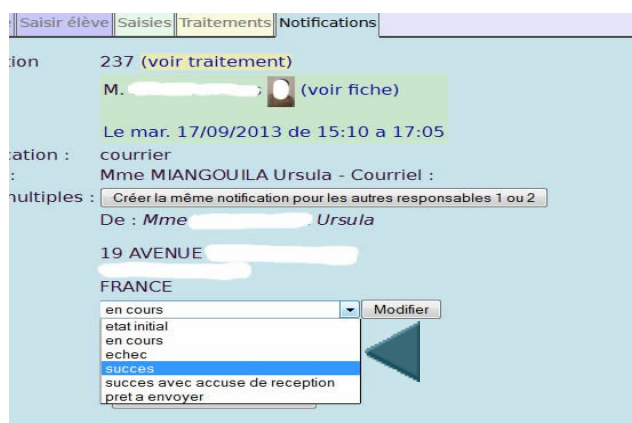 Saisir élève Saisies Traitements Notifications
tion 237 (voir traitement)
M. (voir fiche)
Le mar. 17/09/2013 de 15:10 a 17:05
cation : courrier
: Mme MIANGOUILA Ursula - Courriel :
nultiples : Créer la même notification pour les autres responsables 1 ou 2
De : Mme Ursula
19 AVENUE
FRANCE
en cours Modifier
etat initial
en cours
echec
succes
succes avec accuse de reception
pret a envoyer